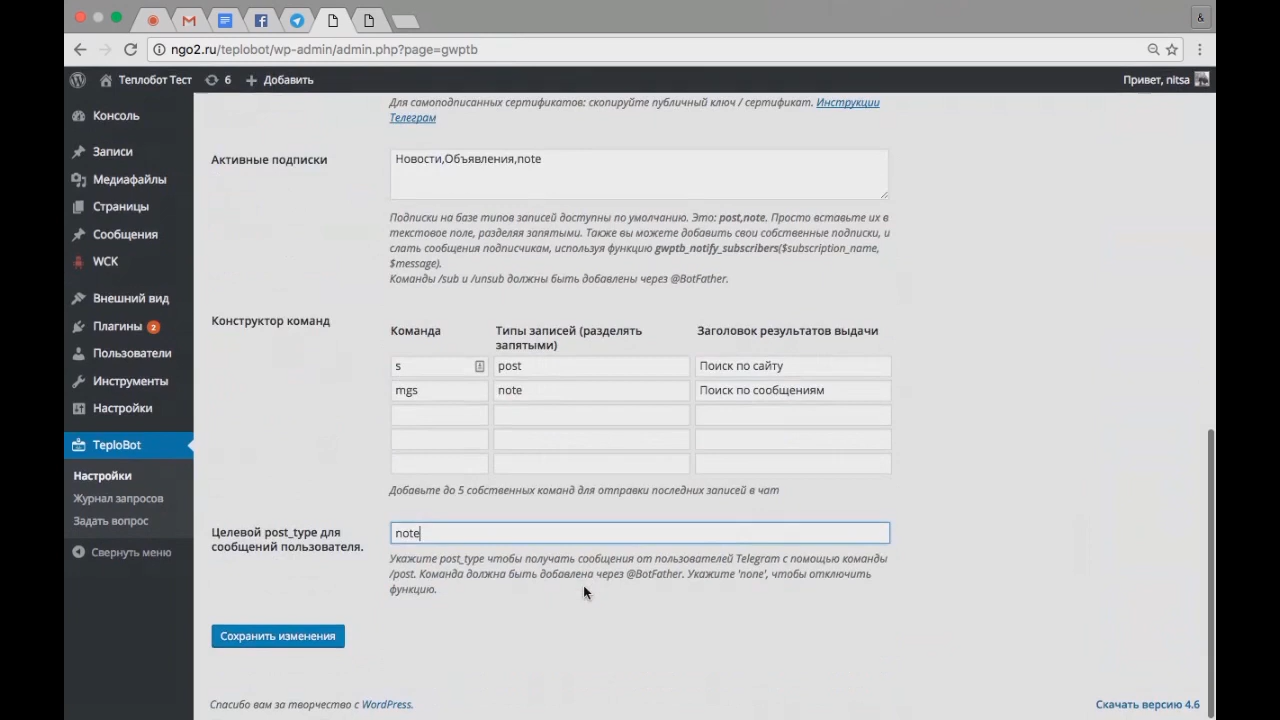 &
ngo2.ru/teplobot/wp-admin/admin.php?page=gwptb
Теплобот Тест
6
Добавить
Привет, nitsa
Консоль
Записи
Медиафайлы
Страницы
Сообщения
WCK
Внешний вид
Плагины 2
Пользователи
Инструменты
Настройки
TeploBot
Настройки
Журнал запросов
Задать вопрос
Свернуть меню
Для самоподписанных сертификатов: скопируйте публичный ключ / сертификат. Инструкции
Телеграм
Активные подписки
Новости,Объявления,note
Подписки на базе типов записей доступны по умолчанию. Это: post,note. Просто вставьте их в
текстовое поле, разделяя запятыми. Также вы можете добавить свои собственные подписки, и
слать сообщения подписчикам, используя функцию gwptb_notify_subscribers($subscription_name,
$message).
Команды /sub и /unsub должны быть добавлены через @BotFather.
Конструктор команд
Команда
Типы записей (разделять
запятыми)
Заголовок результатов выдачи
s
post
Поиск по сайту
mgs
note
Поиск по сообщениям
Добавьте до 5 собственных команд для отправки последних записей в чат
Целевой post_type для
сообщений пользователя.
note
Укажите post_type чтобы получать сообщения от пользователей Telegram с помощью команды
/post. Команда должна быть добавлена через @BotFather. Укажите 'none', чтобы отключить
функцию.
Сохранить изменения
Спасибо вам за творчество с WordPress.
Скачать версию 4.6